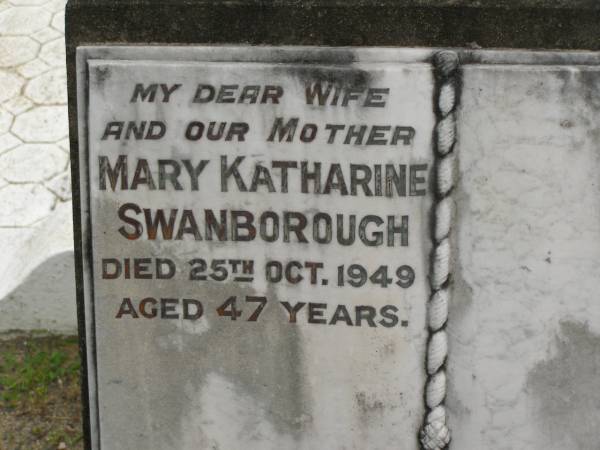 MY DEAR WIFE
AND OUR MOTHER
MARY KATHARINE
SWANBOROUGH
DIED 25TH OCT. 1949
AGED 47 YEARS.